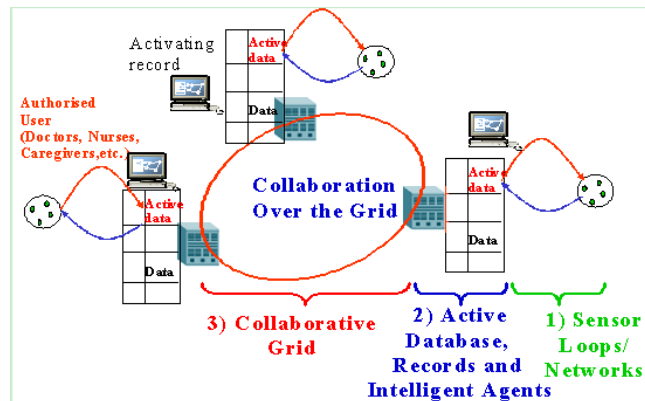 Activating
record
Active
data
Data
Authorised
User
(Doctors, Nurses,
Caregivers,etc.)
Active
data
Data
Collaboration
Over the Grid
Active
data
Data
3) Collaborative
Grid
2) Active
Database,
Records and
Intelligent Agents
1) Sensor
Loops/
Networks